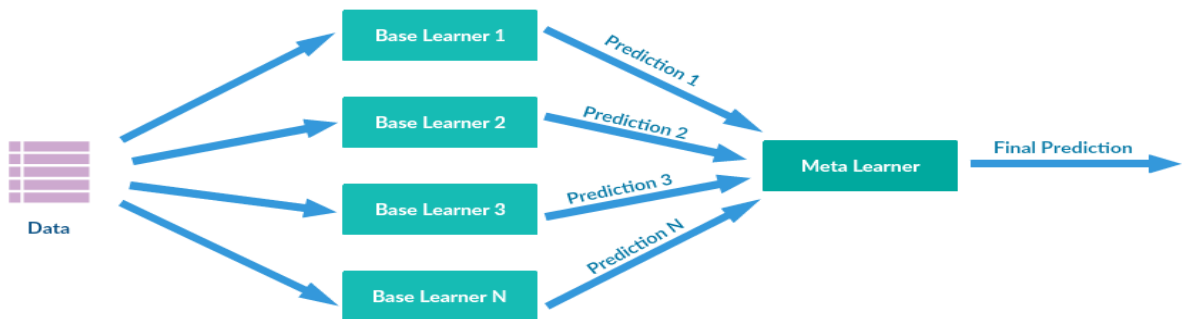 Data
Base Learner 1
Base Learner 2
Base Learner 3
Base Learner N
Prediction 1
Prediction 2
Prediction 3
Prediction N
Meta Learner
Final Prediction